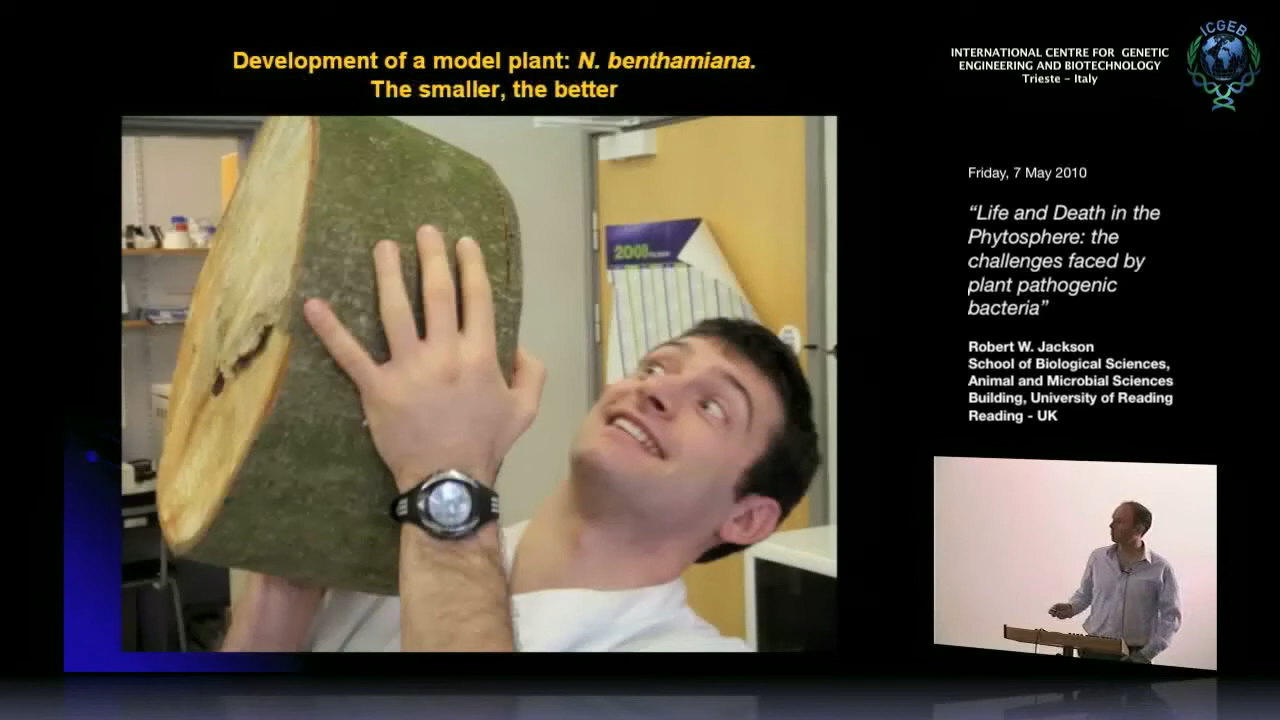 Development of a model plant: N. benthamiana.
The smaller, the better
2008
ICGEB
INTERNATIONAL CENTRE FOR GENETIC
ENGINEERING AND BIOTECHNOLOGY
Trieste - Italy
Friday, 7 May 2010
“Life and Death in the
Phytosphere: the
challenges faced by
plant pathogenic
bacteria”
Robert W. Jackson
School of Biological Sciences,
Animal and Microbial Sciences
Building, University of Reading
Reading - UK